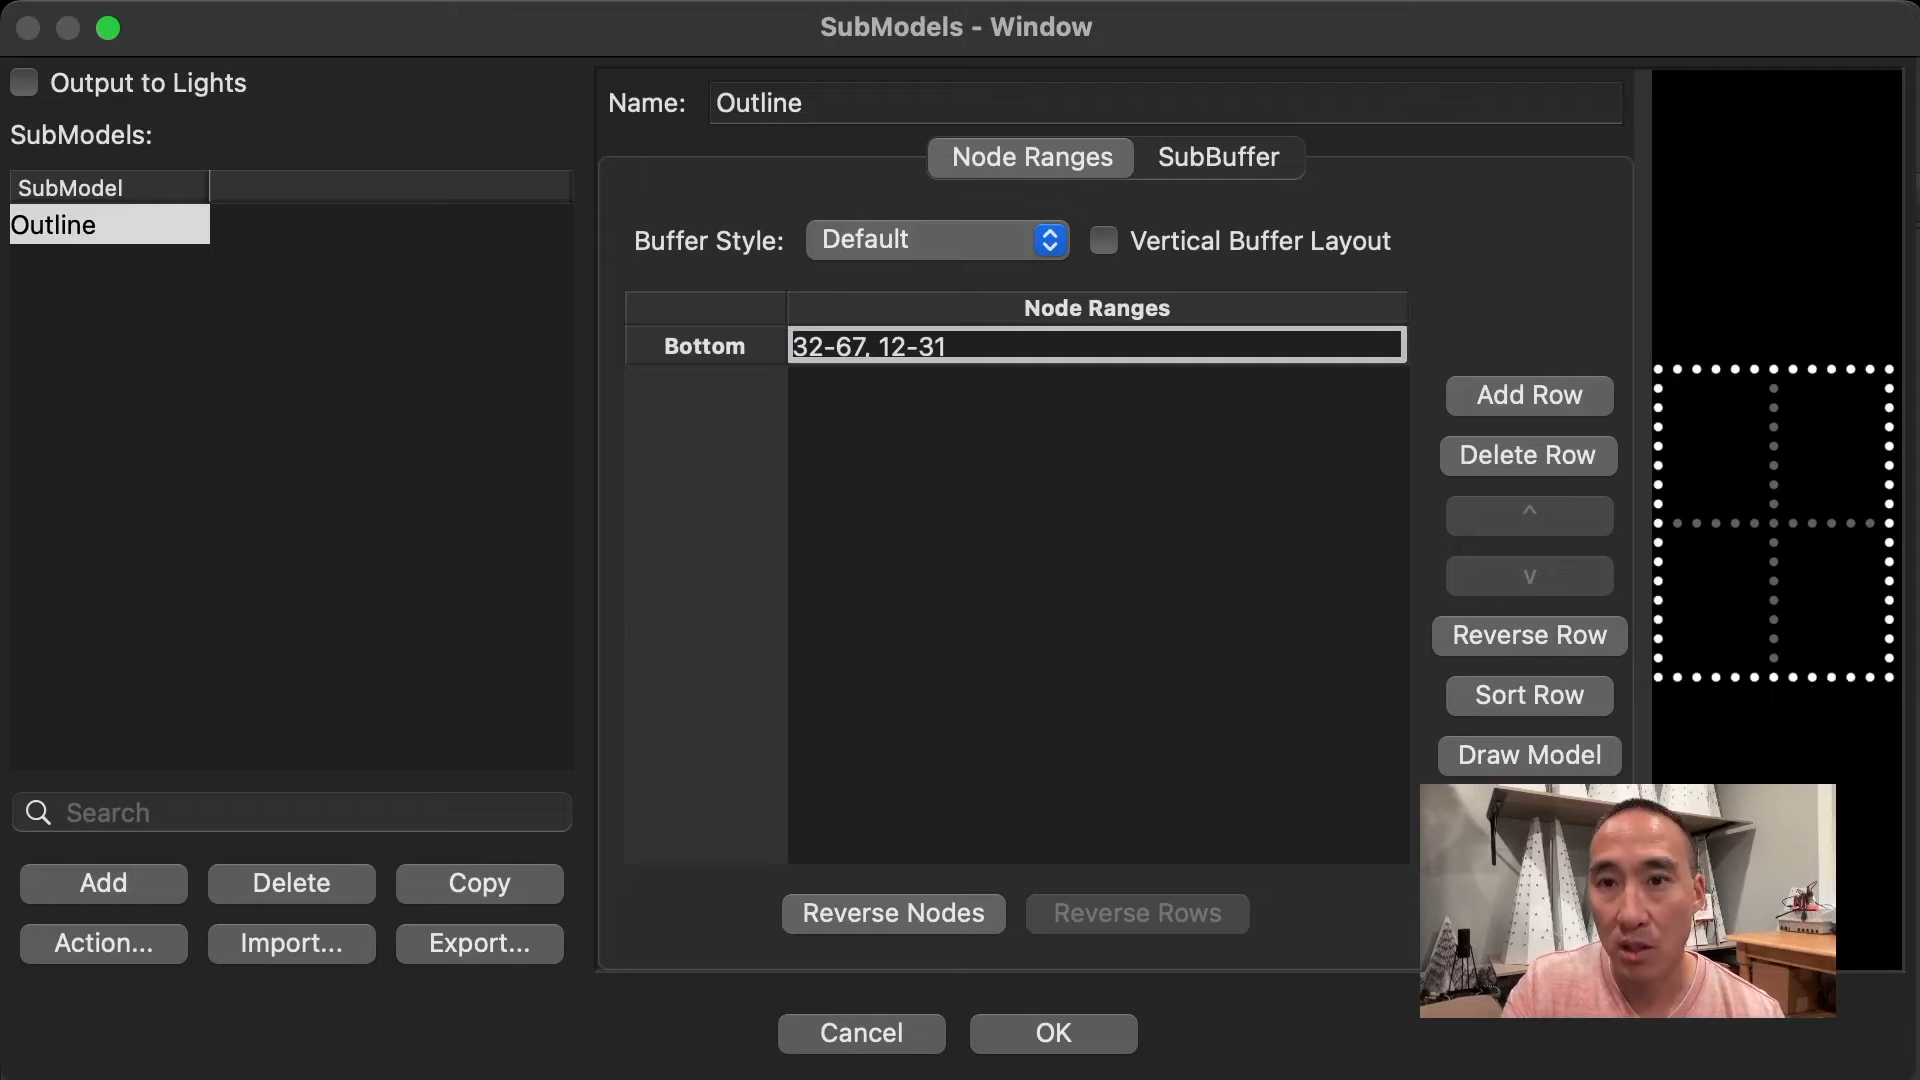 SubModels - Window
Output to Lights
SubModels:
SubModel
Outline
Search
Add
Delete
Copy
Action...
Import...
Export...
Name:
Outline
Node Ranges
SubBuffer
Buffer Style:
Default
Vertical Buffer Layout
Node Ranges
Bottom
32-67, 12-31
Add Row
Delete Row
^
v
Reverse Row
Sort Row
Draw Model
Reverse Nodes
Reverse Rows
Cancel
OK